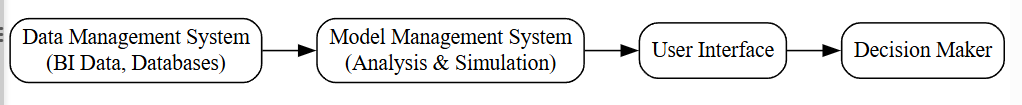 Data Management System
(BI Data, Databases)
Model Management System
(Analysis & Simulation)
User Interface
Decision Maker